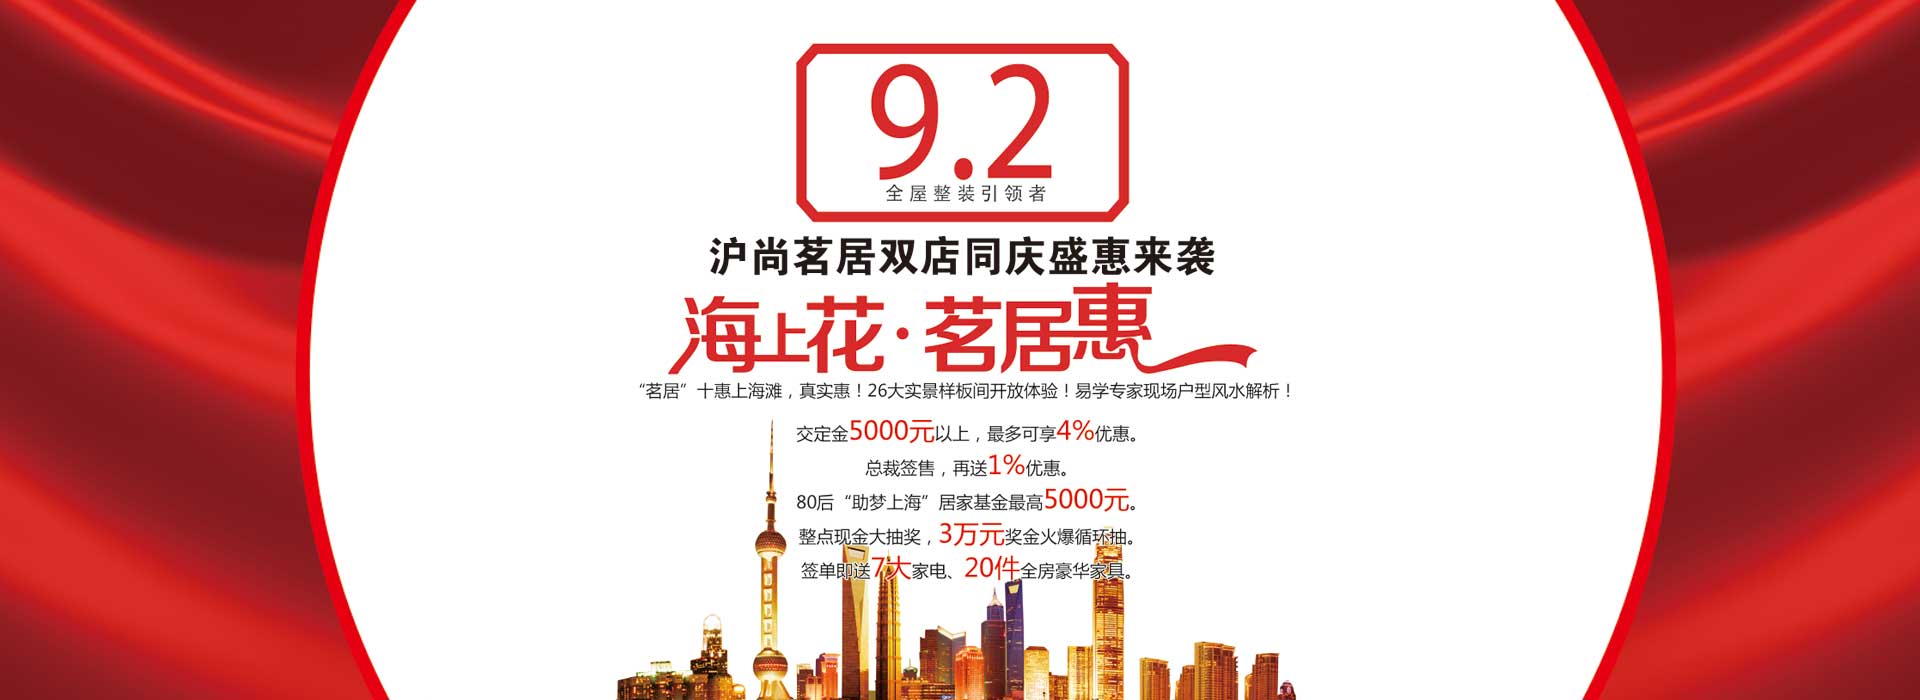 9.2
全屋整装引领者
沪尚茗居双店同庆盛惠来袭
海上花·茗居惠
“茗居”十惠上海滩，真实惠！26大实景样板间开放体验！易学专家现场户型风水解析！
交定金5000元以上，最多可享4%优惠。
总裁签售，再送1%优惠。
80后“助梦上海”居家基金最高5000元。
整点现金大抽奖，3万元奖金火爆循环抽。
签单即送7大家电、20件全房豪华家具。